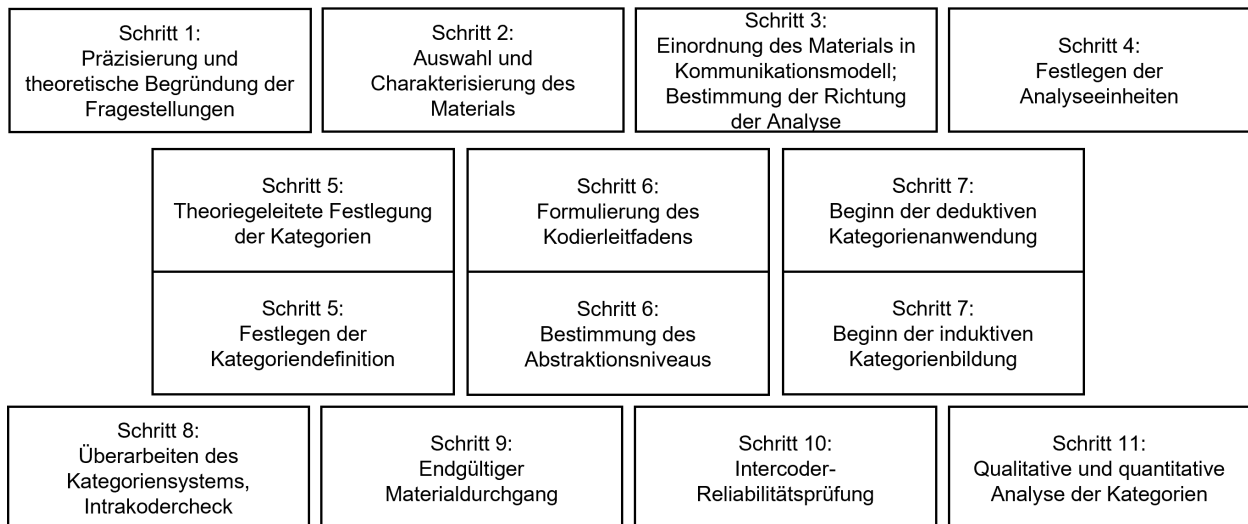 Schritt 1:
Präzisierung und
theoretische Begründung der
Fragestellungen
Schritt 2:
Auswahl und
Charakterisierung des
Materials
Schritt 3:
Einordnung des Materials in
Kommunikationsmodell;
Bestimmung der Richtung
der Analyse
Schritt 4:
Festlegen der
Analyseeinheiten
Schritt 5:
Theoriegeleitete Festlegung
der Kategorien
Schritt 6:
Formulierung des
Kodierleitfadens
Schritt 7:
Beginn der deduktiven
Kategorienanwendung
Schritt 5:
Festlegen der
Kategoriendefinition
Schritt 6:
Bestimmung des
Abstraktionsniveaus
Schritt 7:
Beginn der induktiven
Kategorienbildung
Schritt 8:
Überarbeiten des
Kategoriensystems,
Intrakodercheck
Schritt 9:
Endgültiger
Materialdurchgang
Schritt 10:
Intercoder-
Reliabilitätsprüfung
Schritt 11:
Qualitative und quantitative
Analyse der Kategorien